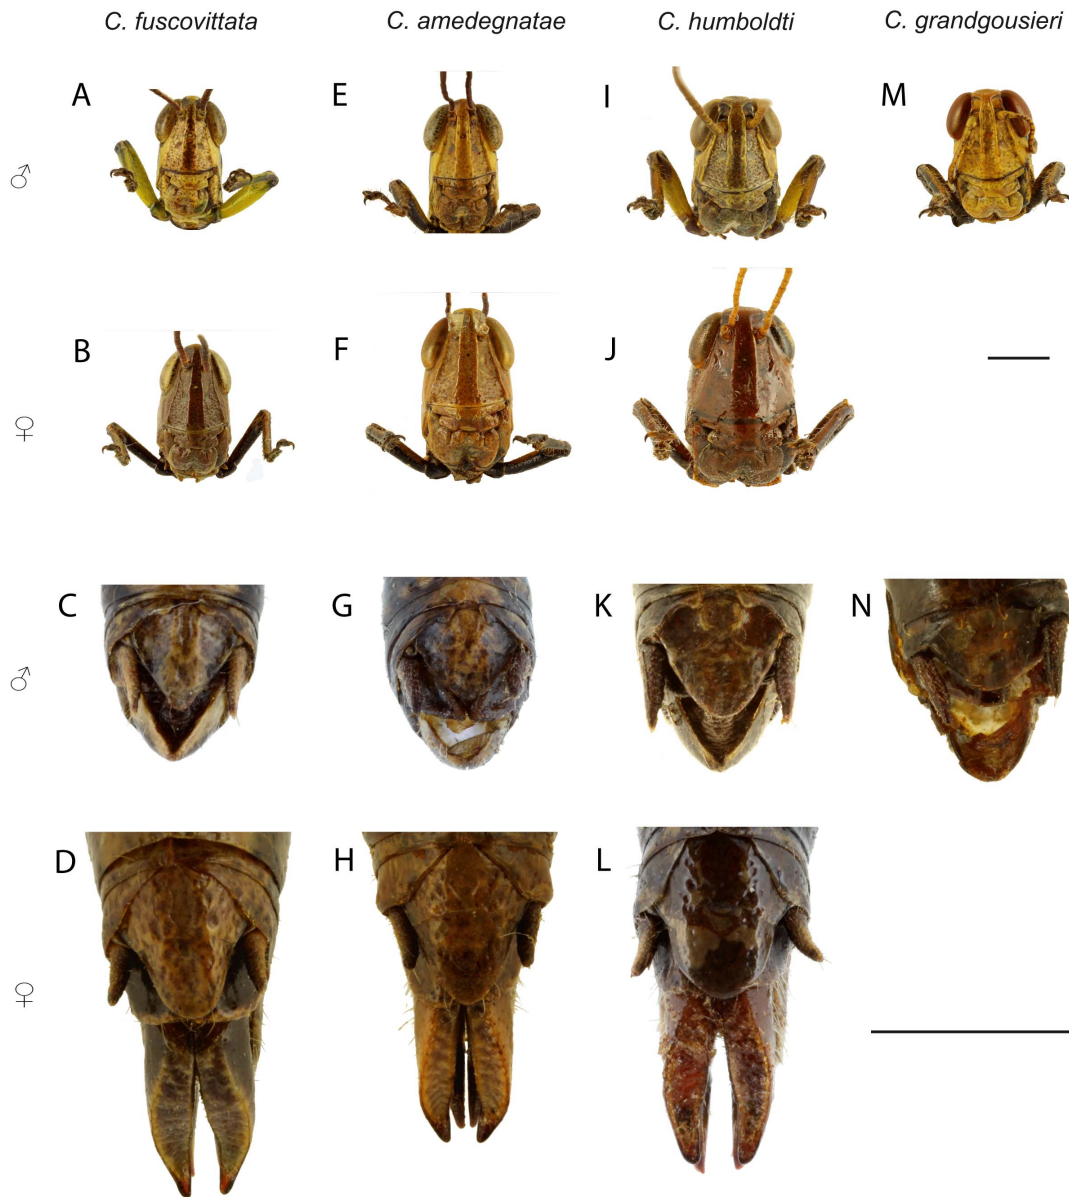 C. fuscovittata C. amedegnatae C. humboldti C. grandgousieri
A E I M
♂
B F J
♀
C G K N
♂
D H L
♀